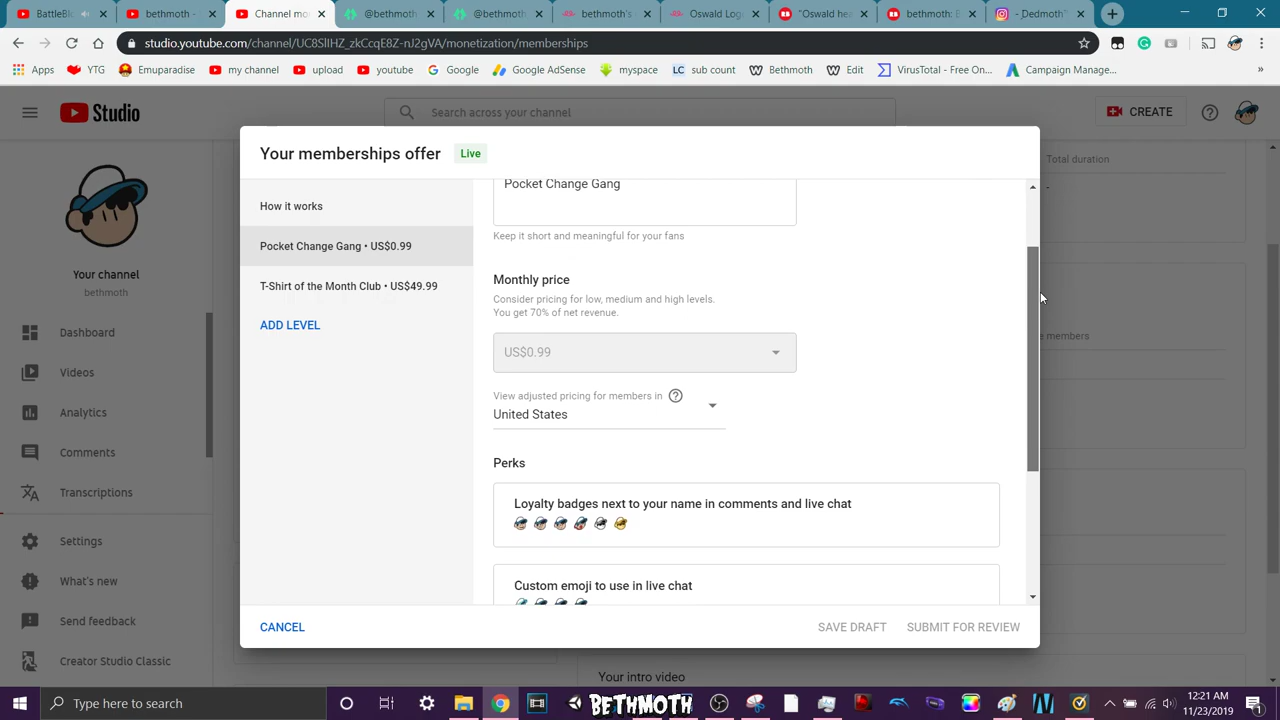 BattleBl
bethmoth -
Channel mo
@bethmoth
@bethmoth
bethmoth's
Oswald Log
"Oswald hea
bethmoth: B
- Dedmoth"
studio.youtube.com/channel/UC8SlIHZ_zkCcqE8Z-nJ2gVA/monetization/memberships
Apps
YTG
Emuparadise
my channel
upload
youtube
Google
Google AdSense
myspace
LC sub count
Bethmoth
Edit
VirusTotal - Free On...
Campaign Manage...
»
Studio
Search across your channel
CREATE
Your memberships offer
Live
Total duration
-
Your channel
bethmoth
Dashboard
Videos
Analytics
Comments
Transcriptions
Settings
What's new
Send feedback
Creator Studio Classic
How it works
Pocket Change Gang • US$0.99
T-Shirt of the Month Club • US$49.99
ADD LEVEL
Pocket Change Gang
Keep it short and meaningful for your fans
Monthly price
Consider pricing for low, medium and high levels.
You get 70% of net revenue.
US$0.99
View adjusted pricing for members in
United States
Perks
Loyalty badges next to your name in comments and live chat
Custom emoji to use in live chat
e members
CANCEL
SAVE DRAFT
SUBMIT FOR REVIEW
Your intro video
Type here to search
BETHMOTH
12:21 AM
11/23/2019